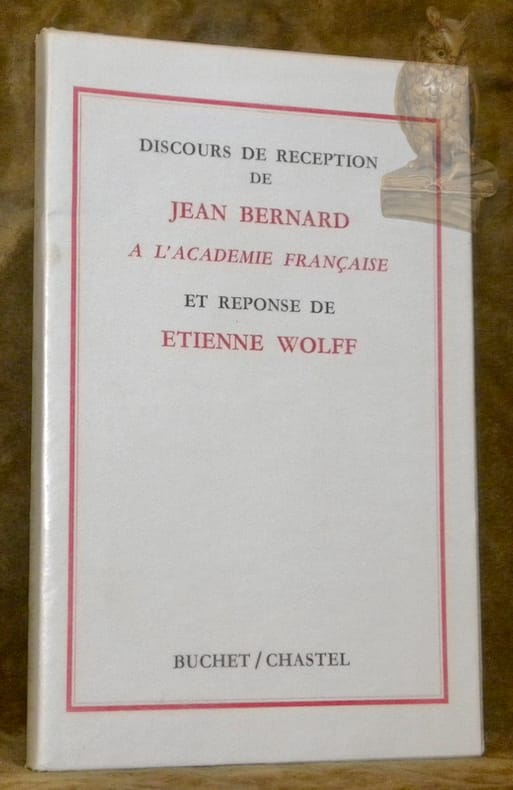 DISCOURS DE RECEPTION
DE
JEAN BERNARD
A L'ACADEMIE FRANÇAISE
ET REPONSE DE
ETIENNE WOLFF
BUCHET / CHASTEL